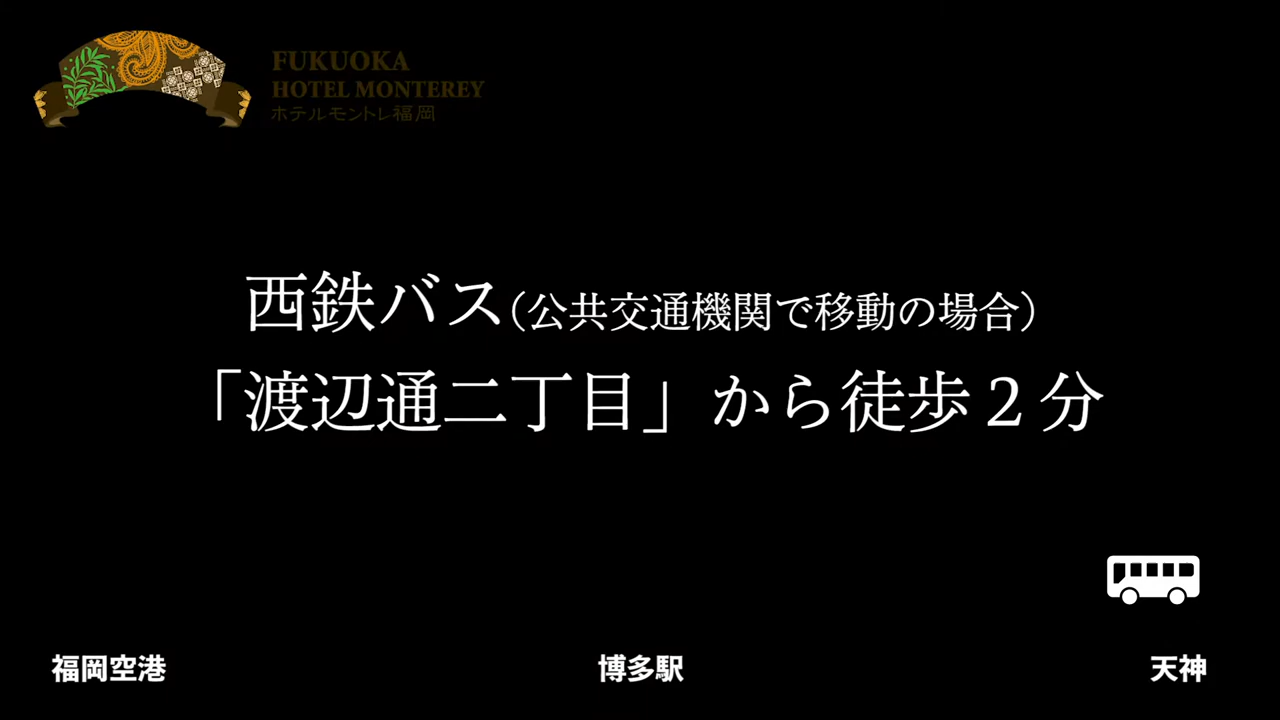 FUKUOKA
HOTEL MONTEREY
ホテルモントレ福岡
西鉄バス(公共交通機関で移動の場合)
「渡辺通二丁目」から徒歩２分
福岡空港
博多駅
天神